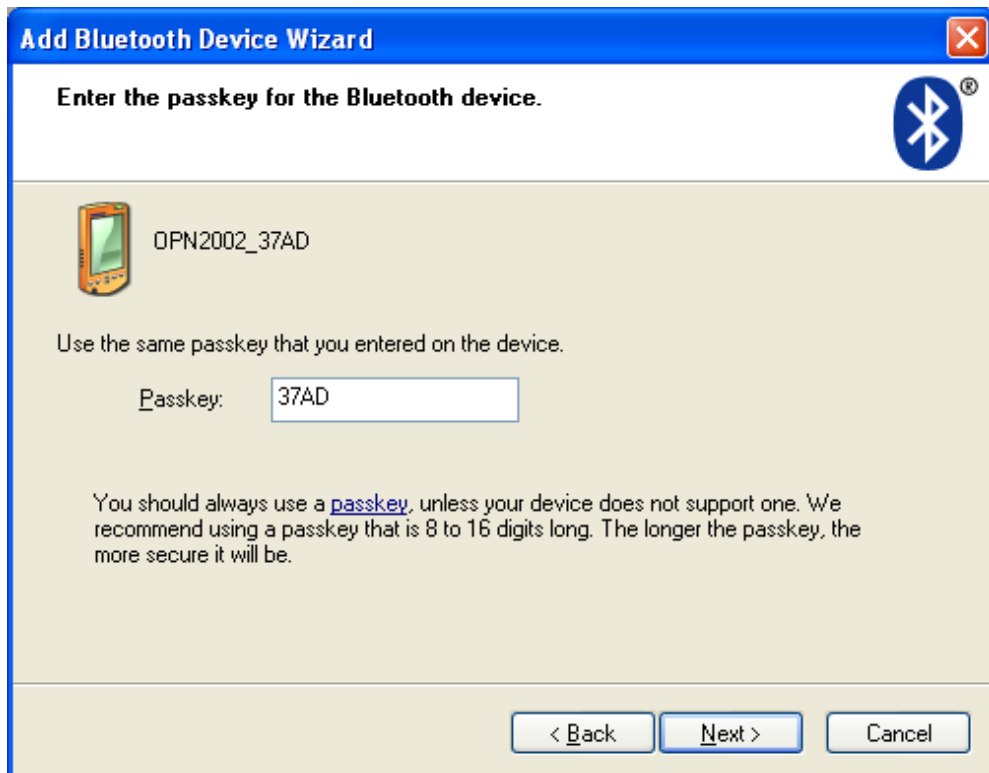 Add Bluetooth Device Wizard
Enter the passkey for the Bluetooth device.
®
OPN2002_37AD
Use the same passkey that you entered on the device.
Passkey: 37AD
You should always use a passkey, unless your device does not support one. We
recommend using a passkey that is 8 to 16 digits long. The longer the passkey, the
more secure it will be.
< Back Next > Cancel